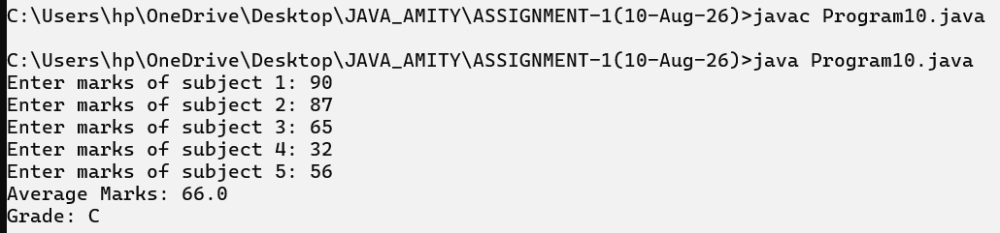 C:\Users\hp\OneDrive\Desktop\JAVA_AMITY\ASSIGNMENT-1(10-Aug-26)>javac Program10.java
C:\Users\hp\OneDrive\Desktop\JAVA_AMITY\ASSIGNMENT-1(10-Aug-26)>java Program10.java
Enter marks of subject 1: 90
Enter marks of subject 2: 87
Enter marks of subject 3: 65
Enter marks of subject 4: 32
Enter marks of subject 5: 56
Average Marks: 66.0
Grade: C